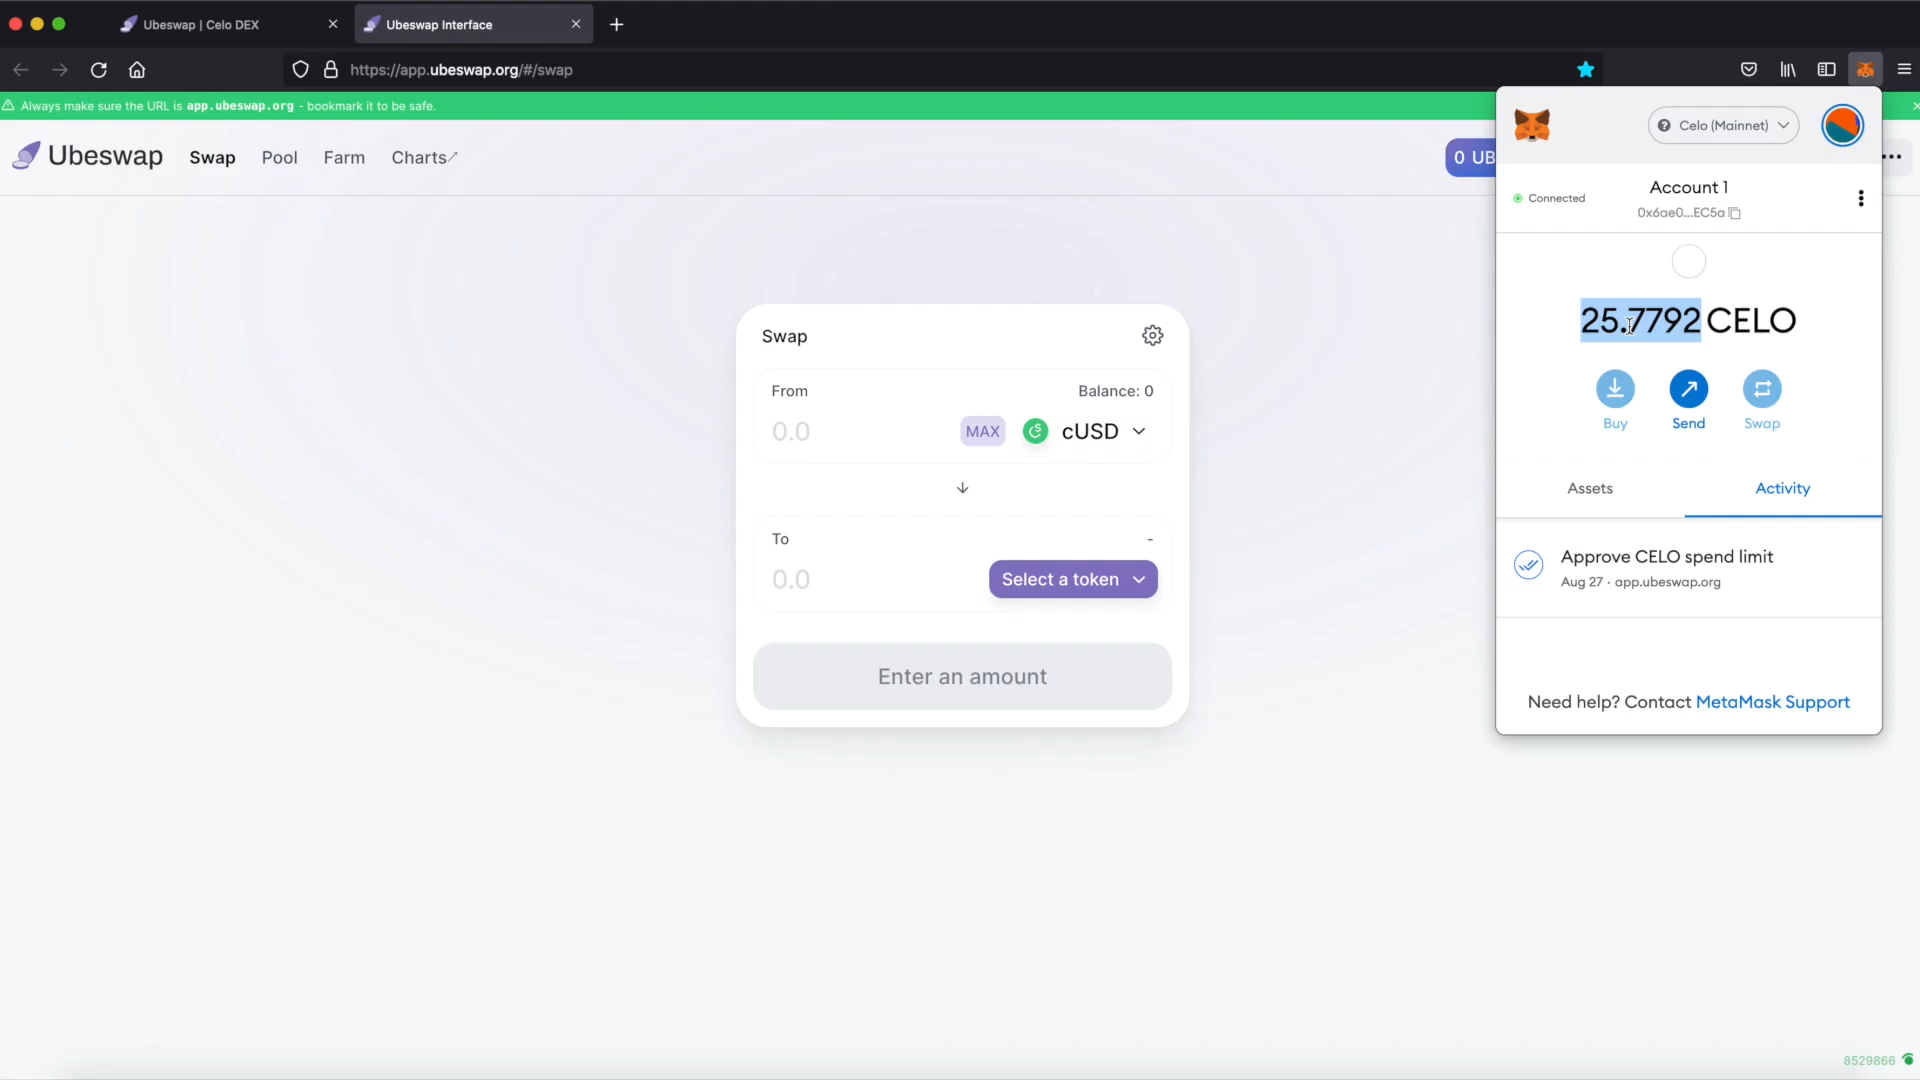 Ubeswap | Celo DEX
Ubeswap Interface
https://app.ubeswap.org/#/swap
Always make sure the URL is app.ubeswap.org - bookmark it to be safe.
Ubeswap
Swap
Pool
Farm
Charts↗
0 UB
Celo (Mainnet)
Connected
Account 1
0x6ae0...EC5a
25.7792 CELO
Buy
Send
Swap
Assets
Activity
Approve CELO spend limit
Aug 27 · app.ubeswap.org
Need help? Contact MetaMask Support
Swap
From
Balance: 0
0.0
MAX
cUSD
To
-
0.0
Select a token
Enter an amount
8529866